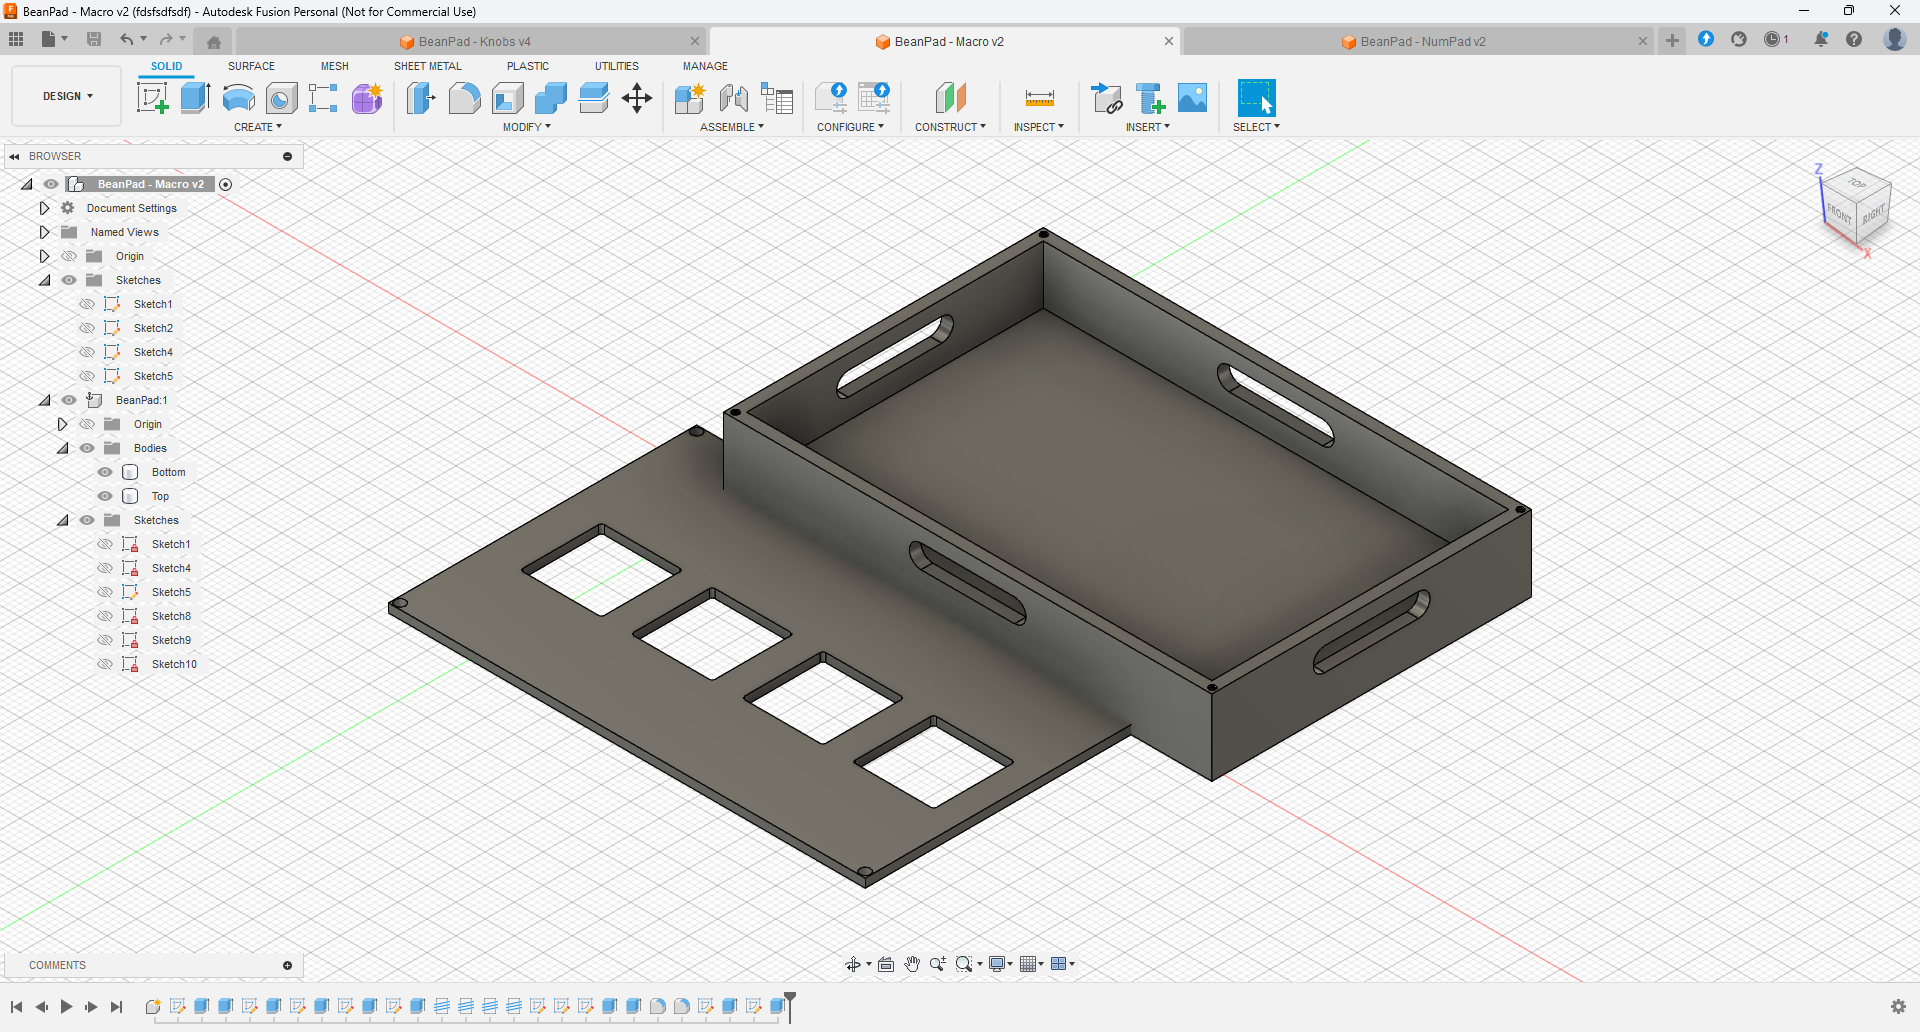 BeanPad - Macro v2 (fdsfsdfsdf) - Autodesk Fusion Personal (Not for Commercial Use)
BeanPad - Knobs v4
BeanPad - Macro v2
BeanPad - NumPad v2
1
SOLID
SURFACE
MESH
SHEET METAL
PLASTIC
UTILITIES
MANAGE
DESIGN
CREATE
MODIFY
ASSEMBLE
CONFIGURE
CONSTRUCT
INSPECT
INSERT
SELECT
BROWSER
BeanPad - Macro v2
Document Settings
Named Views
Origin
Sketches
Sketch1
Sketch2
Sketch4
Sketch5
BeanPad:1
Origin
Bodies
Bottom
Top
Sketches
Sketch1
Sketch4
Sketch5
Sketch8
Sketch9
Sketch10
Z
TOP
FRONT
RIGHT
X
COMMENTS